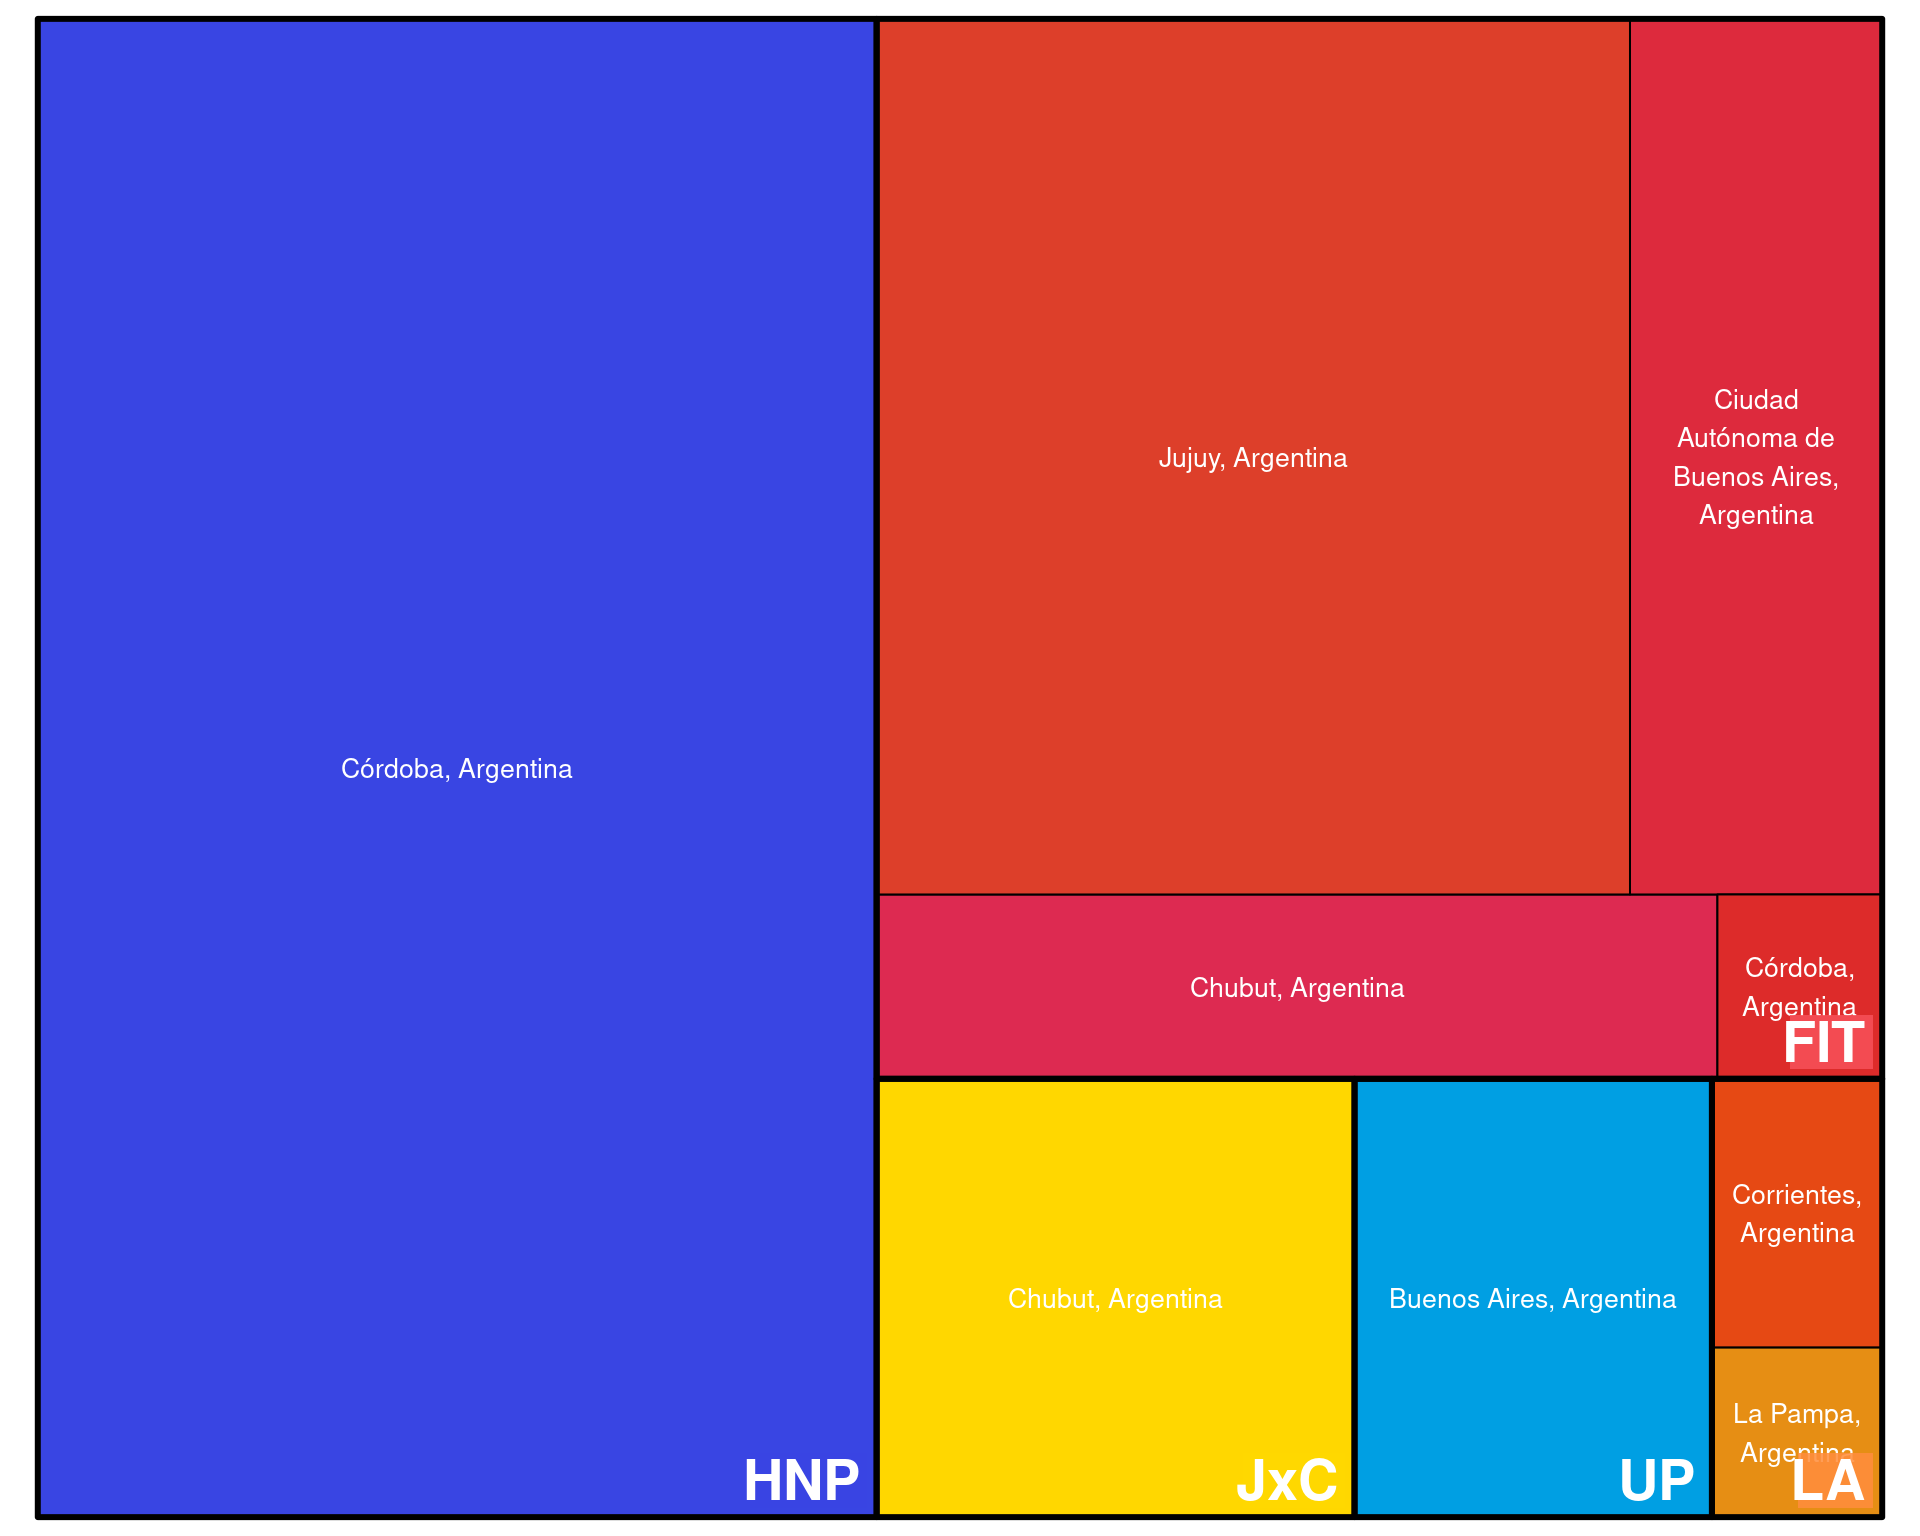 Córdoba, Argentina
HNP
Jujuy, Argentina
Ciudad
Autónoma de
Buenos Aires,
Argentina
Chubut, Argentina
Córdoba,
Argentina
FIT
Chubut, Argentina
JxC
Buenos Aires, Argentina
UP
Corrientes,
Argentina
La Pampa,
Argentina
LA